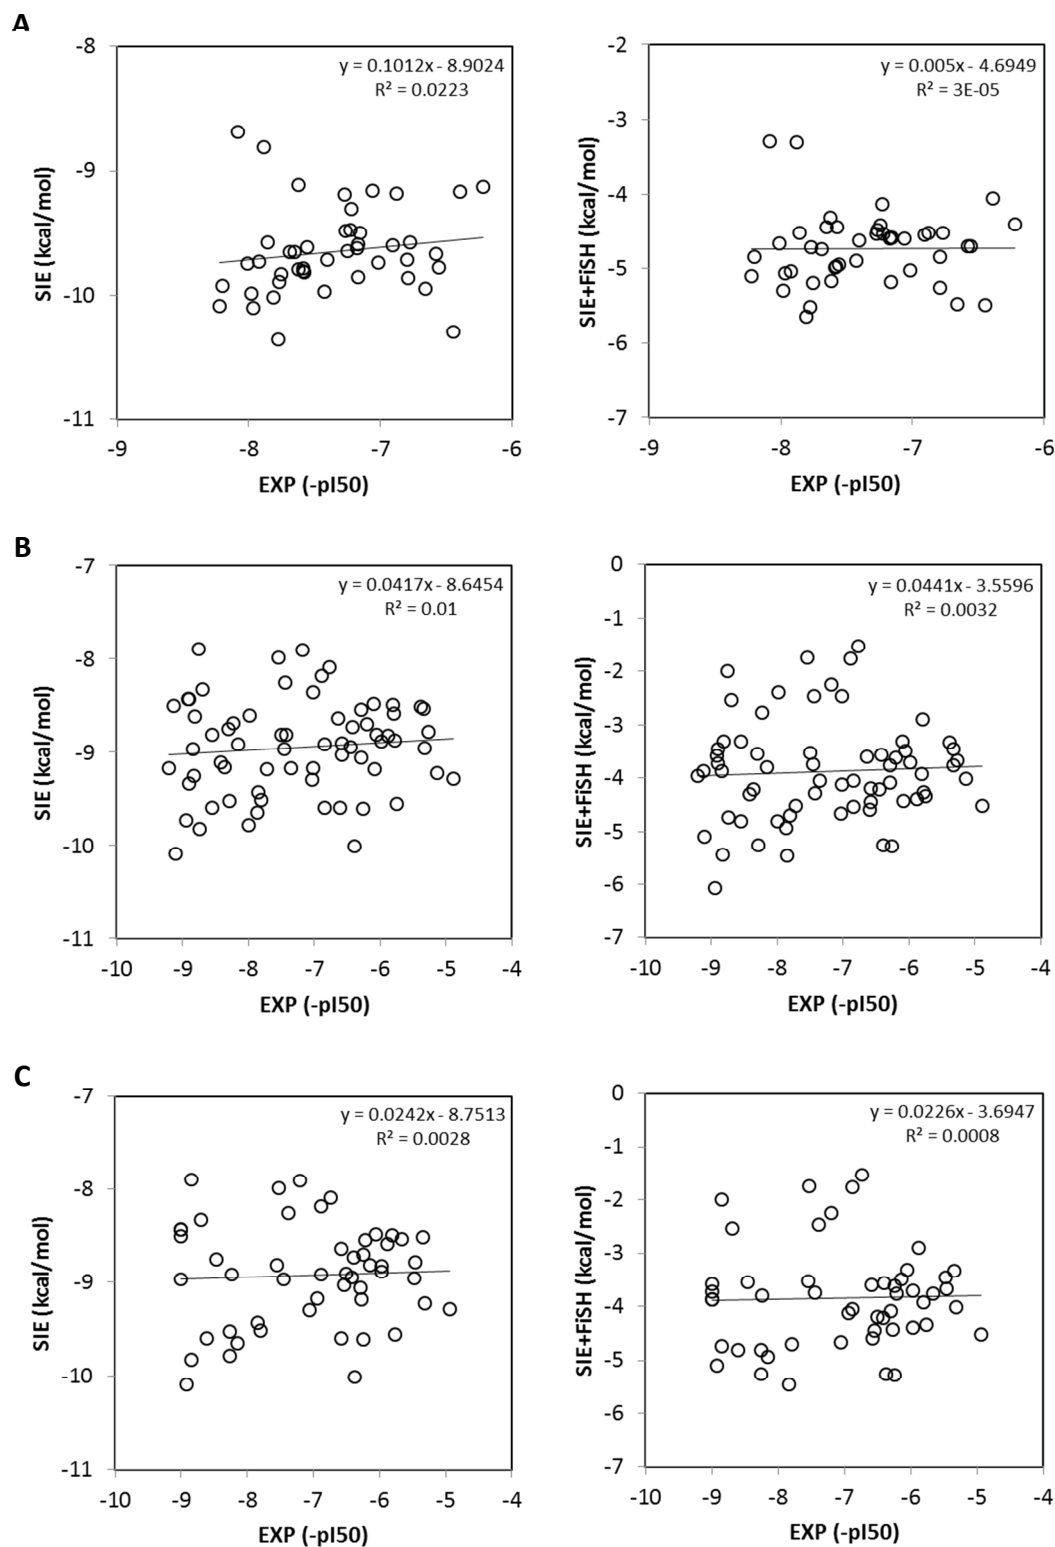 A
-8
-9
-10
-11
SIE (kcal/mol)
y = 0.1012x - 8.9024
R² = 0.0223
-9 -8 -7 -6
EXP (-pI50)
-2
-3
-4
-5
-6
-7
SIE+FiSH (kcal/mol)
y = 0.005x - 4.6949
R² = 3E-05
-9 -8 -7 -6
EXP (-pI50)
B
-7
-8
-9
-10
-11
SIE (kcal/mol)
y = 0.0417x - 8.6454
R² = 0.01
-10 -9 -8 -7 -6 -5 -4
EXP (-pI50)
0
-1
-2
-3
-4
-5
-6
-7
SIE+FiSH (kcal/mol)
y = 0.0441x - 3.5596
R² = 0.0032
-10 -9 -8 -7 -6 -5 -4
EXP (-pI50)
C
-7
-8
-9
-10
-11
SIE (kcal/mol)
y = 0.0242x - 8.7513
R² = 0.0028
-10 -9 -8 -7 -6 -5 -4
EXP (-pI50)
0
-1
-2
-3
-4
-5
-6
-7
SIE+FiSH (kcal/mol)
y = 0.0226x - 3.6947
R² = 0.0008
-10 -9 -8 -7 -6 -5 -4
EXP (-pI50)